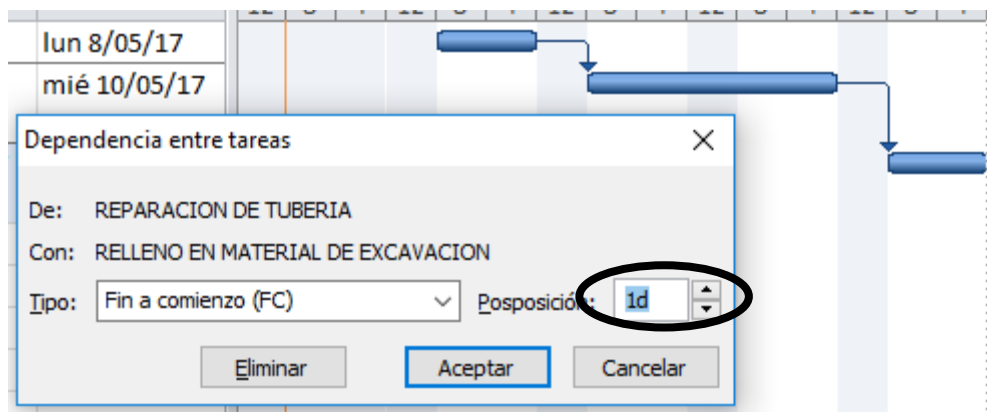 lun 8/05/17
mié 10/05/17
Dependencia entre tareas
De: REPARACION DE TUBERIA
Con: RELLENO EN MATERIAL DE EXCAVACION
Tipo: Fin a comienzo (FC) Posposición: 1d
Eliminar Aceptar Cancelar